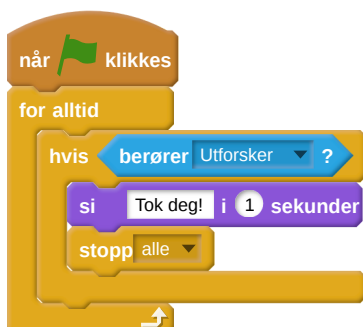 når klikkes
for alltid
hvis berører Utforsker ?
si Tok deg! i 1 sekunder
stopp alle